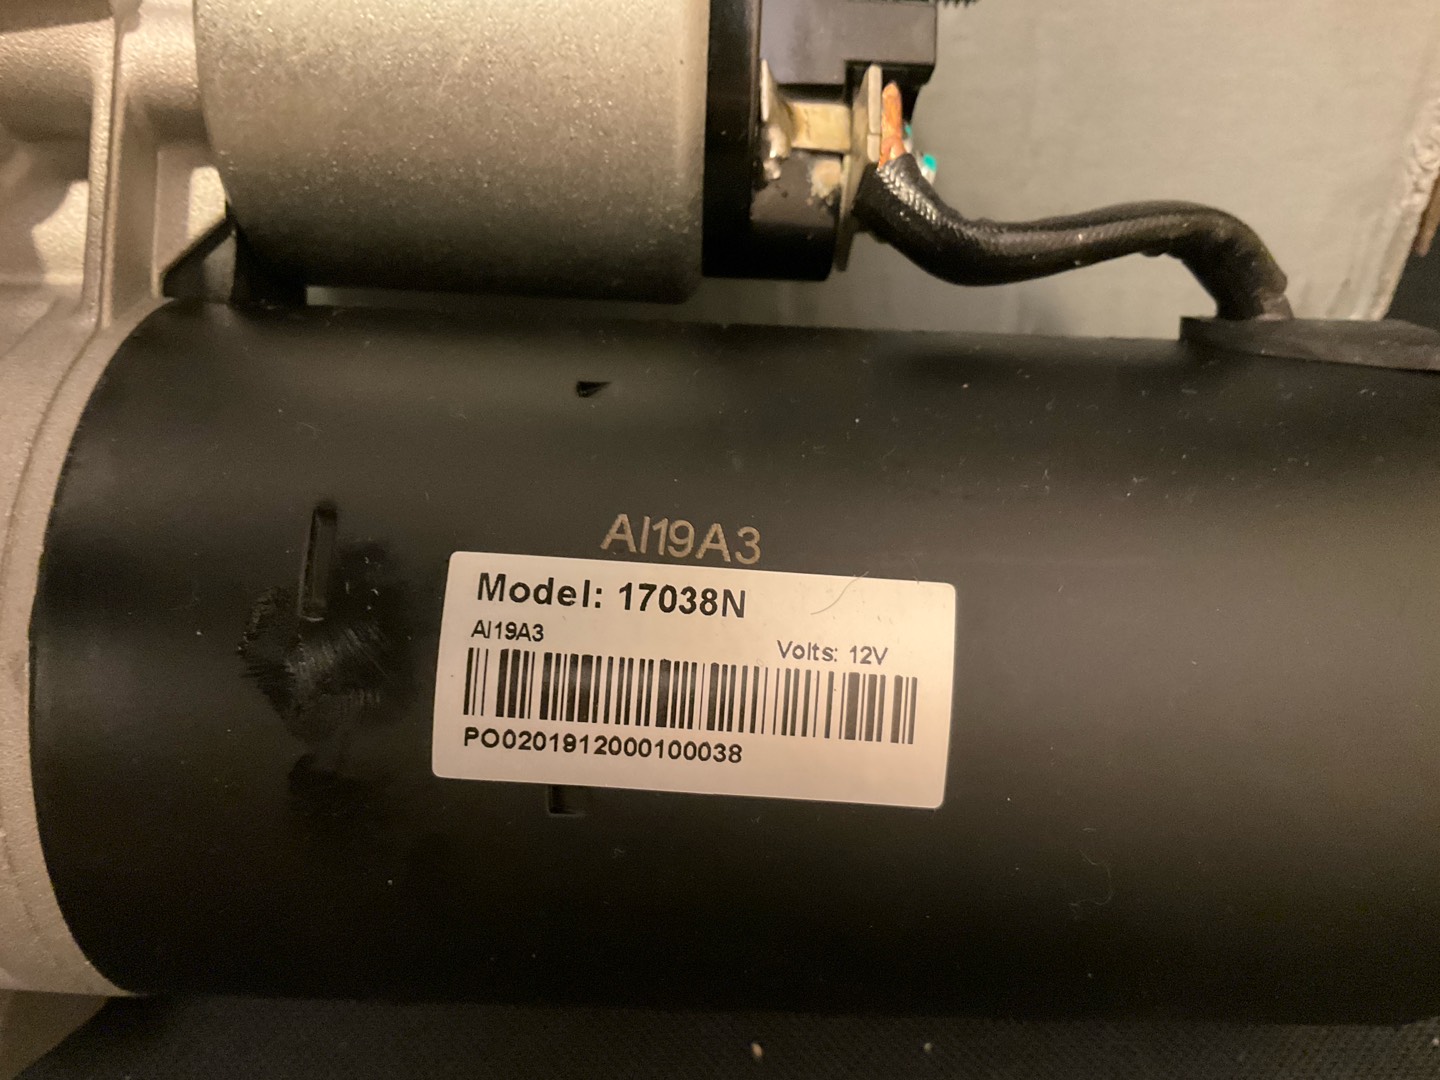 AI19A3
Model: 17038N
AI19A3
Volts: 12V
PO0201912000100038